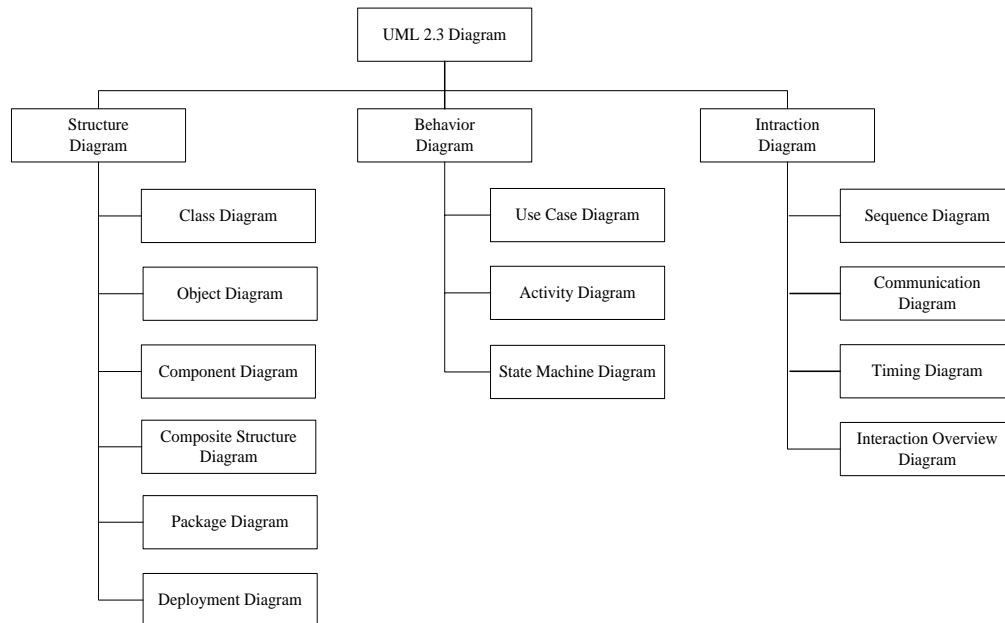 UML 2.3 Diagram
Structure
Diagram
Behavior
Diagram
Intraction
Diagram
Class Diagram
Object Diagram
Component Diagram
Composite Structure
Diagram
Package Diagram
Deployment Diagram
Use Case Diagram
Activity Diagram
State Machine Diagram
Sequence Diagram
Communication
Diagram
Timing Diagram
Interaction Overview
Diagram